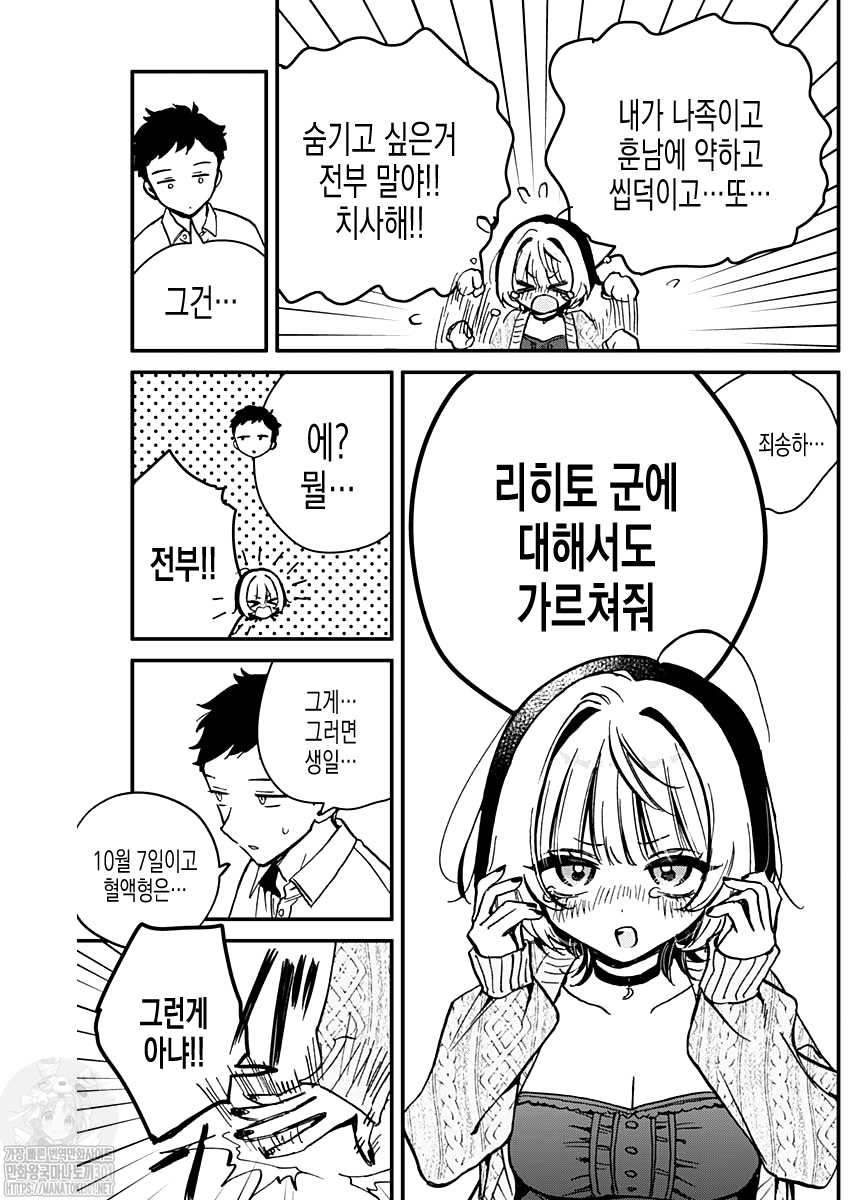 내가 나족이고
훈남에 약하고
씹덕이고…또…
숨기고 싶은거
전부 말야!!
치사해!!
그건…
죄송하…
리히토 군에
대해서도
가르쳐줘
에?
뭘…
전부!!
그게…
그러면
생일…
10월 7일이고
혈액형은…
그런게
아냐!!
가장 빠른 번역만화사이트
만화왕국마나토끼301
HTTPS://MANATOKI301.NET